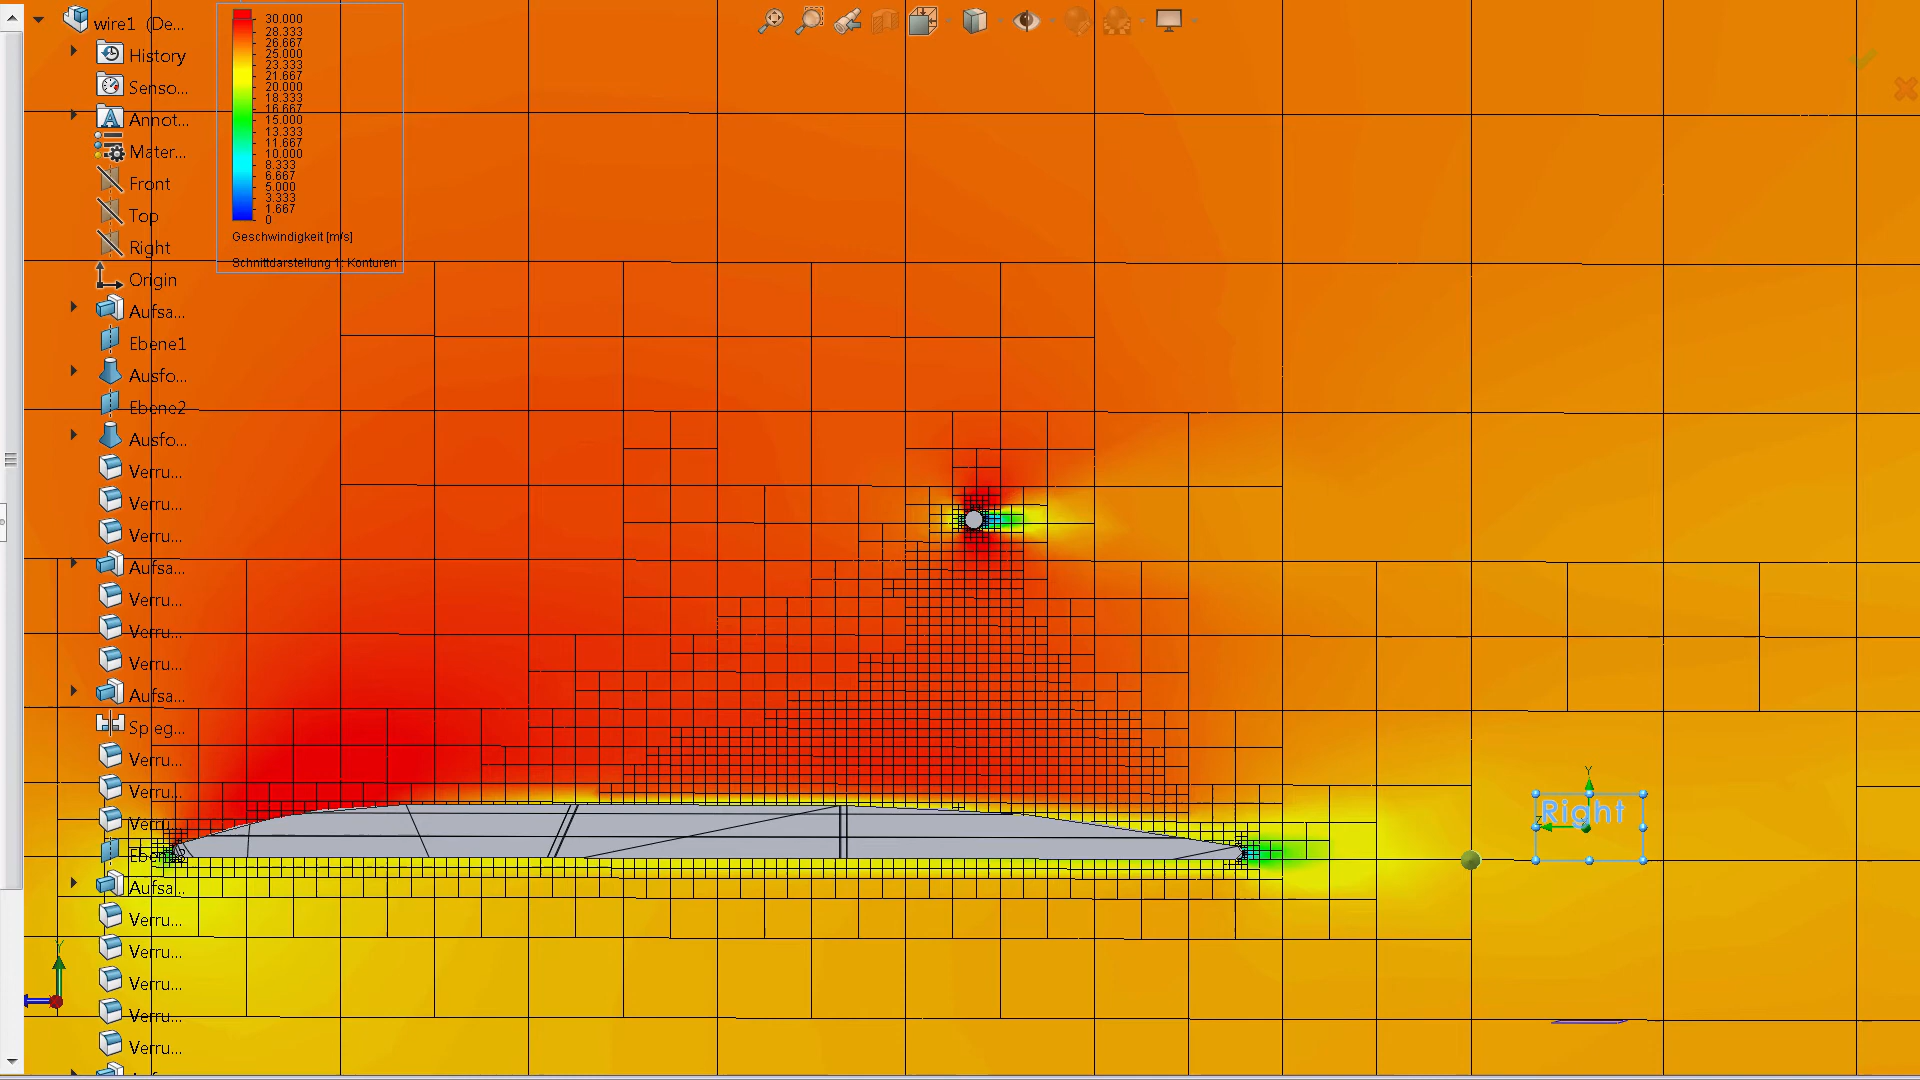 wire1 (De...
History
Senso...
Annot...
Mater...
Front
Top
Right
Origin
Aufsa...
Ebene1
Ausfo...
Ebene2
Ausfo...
Verru...
Verru...
Verru...
Aufsa...
Verru...
Verru...
Verru...
Aufsa...
Spieg...
Verru...
Verru...
Verru...
Aufsa...
Verru...
Verru...
Verru...
Verru...
Verru...
30.000
28.333
26.667
25.000
23.333
21.667
20.000
18.333
16.667
15.000
13.333
11.667
10.000
8.333
6.667
5.000
3.333
1.667
0
Geschwindigkeit [m/s]
Schnittdarstellung 1: Konturen
Y
Right
Z
Y